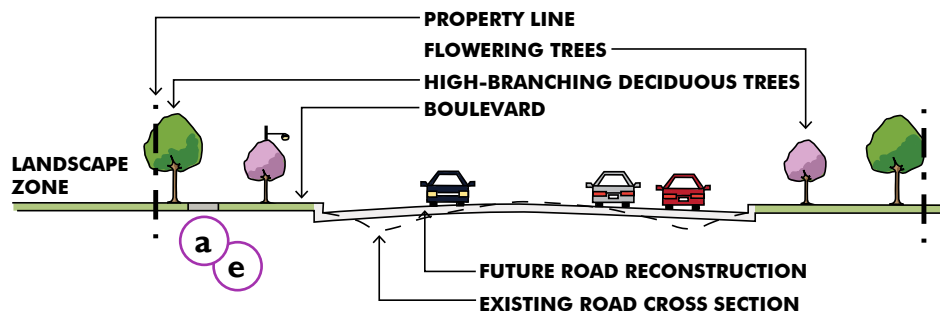 PROPERTY LINE
FLOWERING TREES
HIGH-BRANCHING DECIDUOUS TREES
BOULEVARD
LANDSCAPE
ZONE
a
e
FUTURE ROAD RECONSTRUCTION
EXISTING ROAD CROSS SECTION